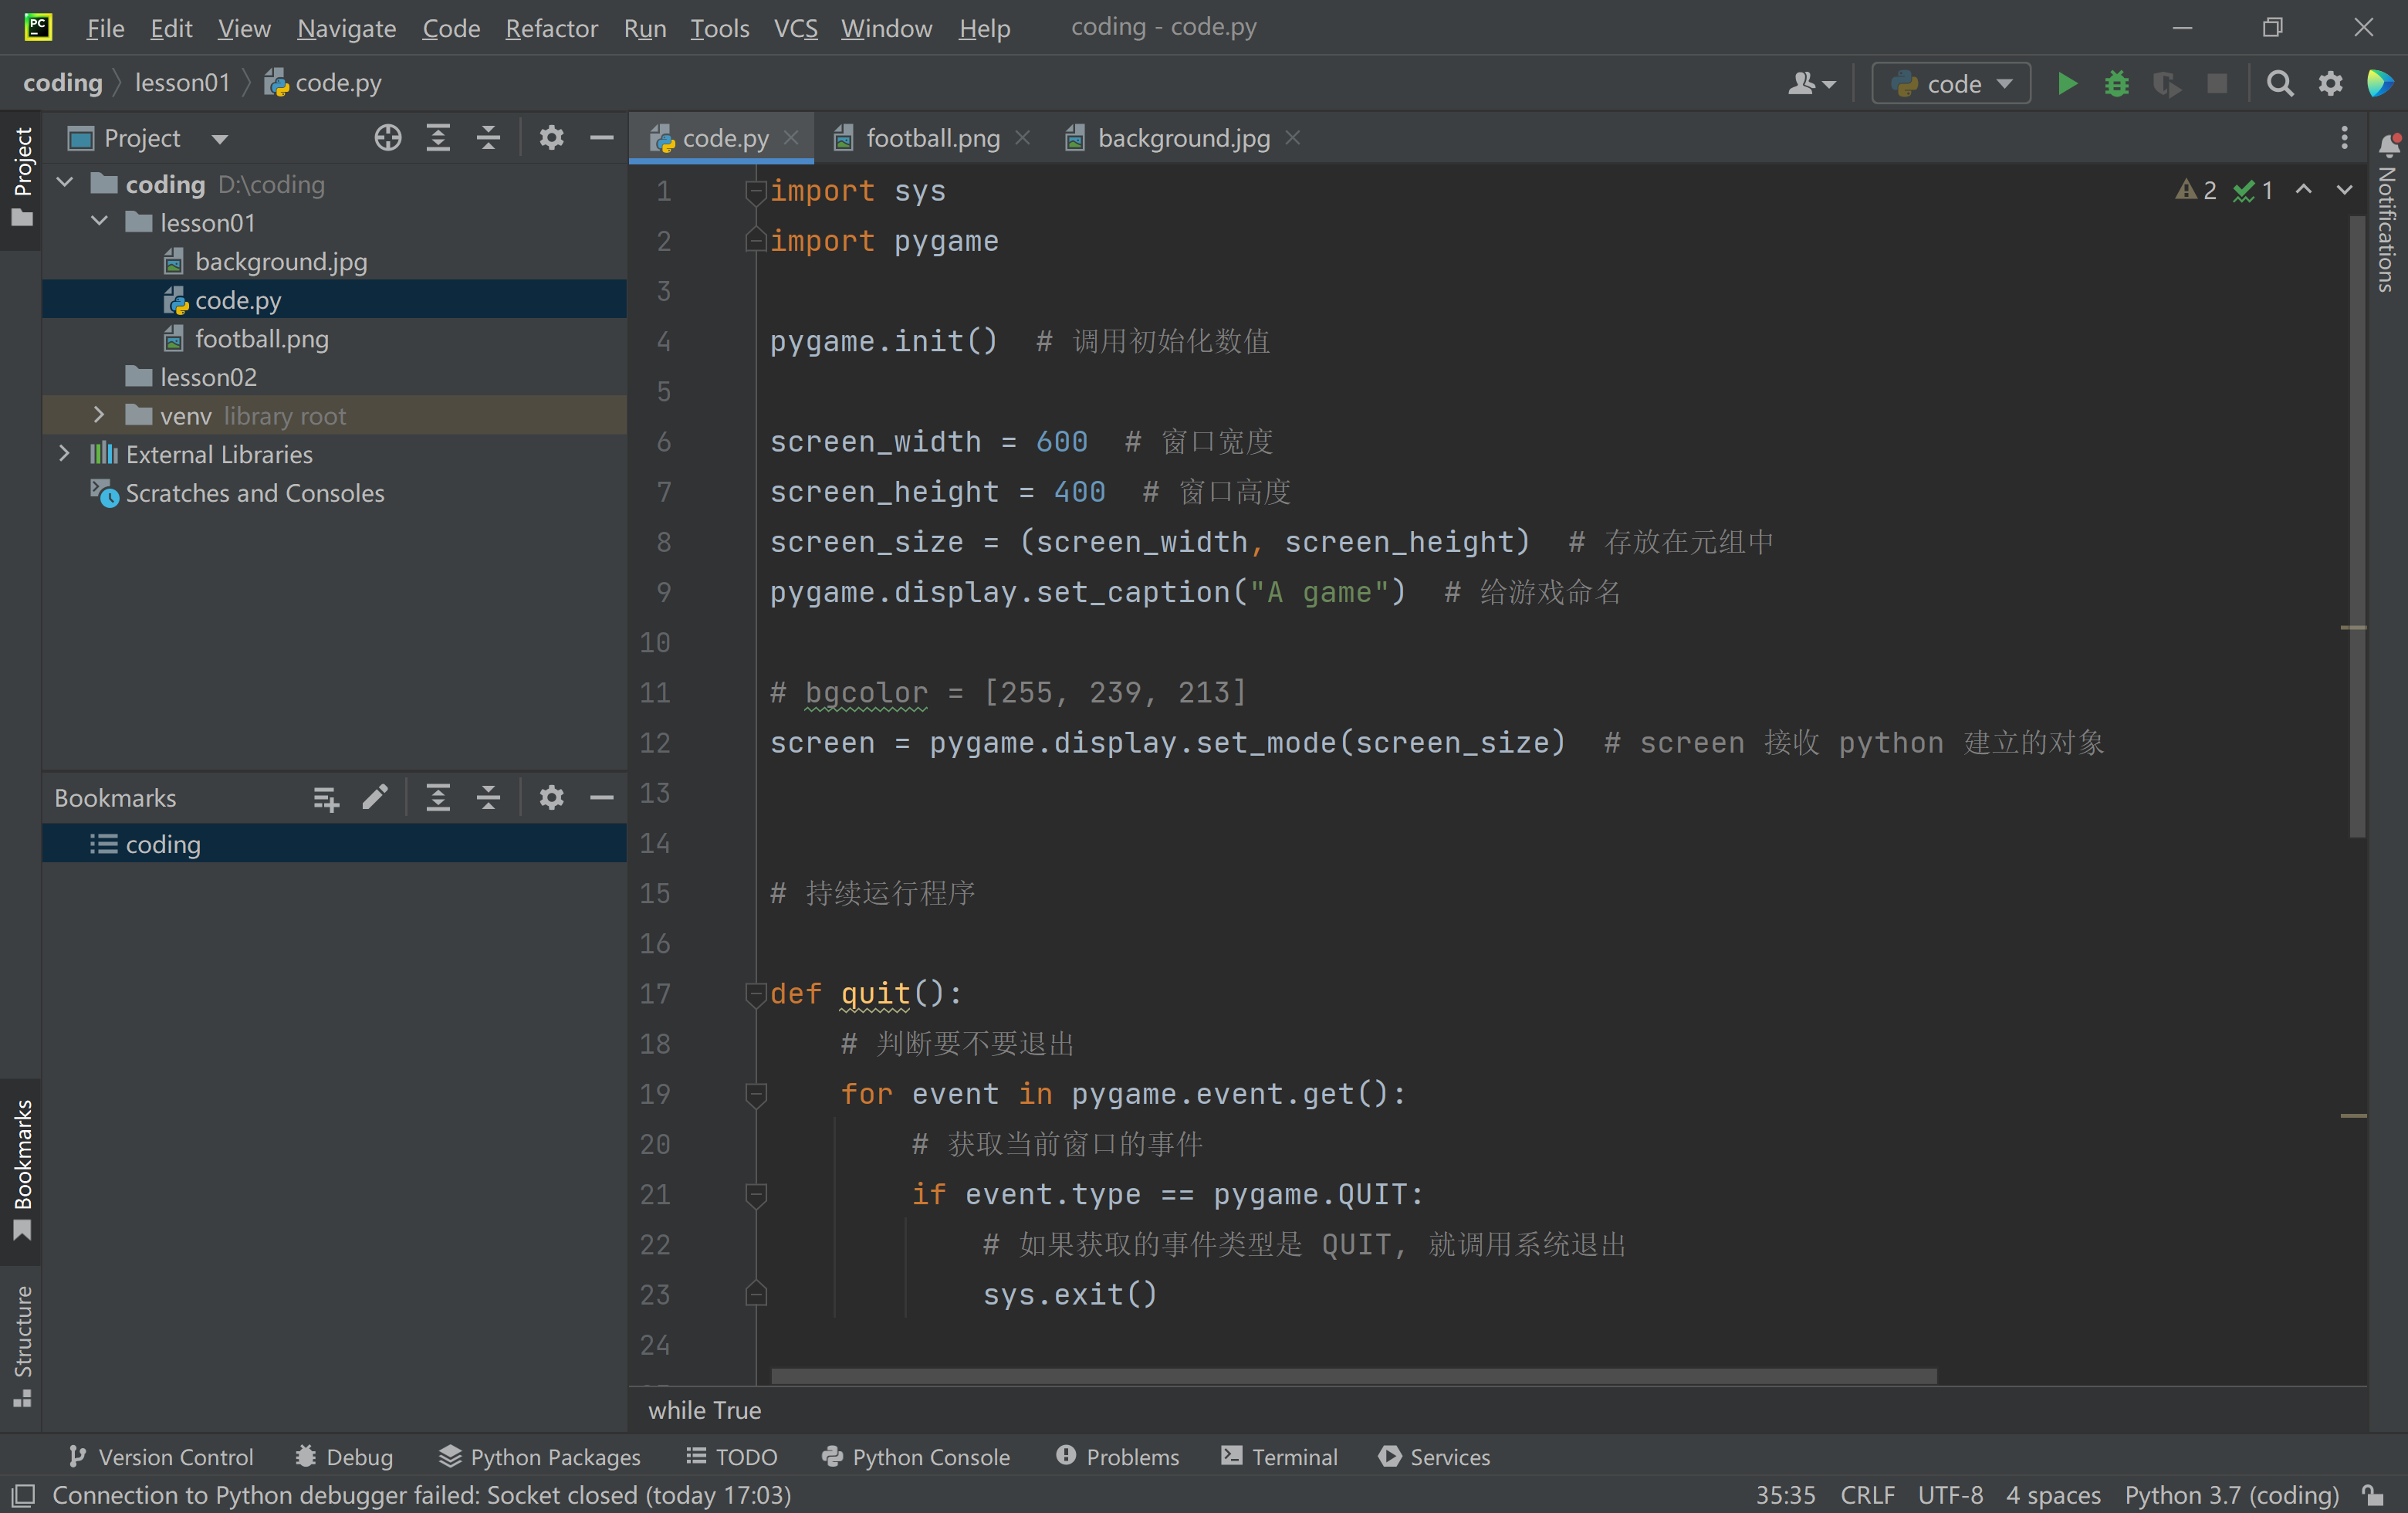 PC File Edit View Navigate Code Refactor Run Tools VCS Window Help coding - code.py
coding lesson01 code.py code
Project
Project
coding D:\coding
lesson01
background.jpg
code.py
football.png
lesson02
venv library root
External Libraries
Scratches and Consoles
Bookmarks
coding
Bookmarks
Structure
code.py football.png background.jpg
2 1
Notifications
1 import sys
2 import pygame
3
4 pygame.init()  # 调用初始化数值
5
6 screen_width = 600  # 窗口宽度
7 screen_height = 400  # 窗口高度
8 screen_size = (screen_width, screen_height)  # 存放在元组中
9 pygame.display.set_caption("A game")  # 给游戏命名
10
11 # bgcolor = [255, 239, 213]
12 screen = pygame.display.set_mode(screen_size)  # screen 接收 python 建立的对象
13
14
15 # 持续运行程序
16
17 def quit():
18     # 判断要不要退出
19     for event in pygame.event.get():
20         # 获取当前窗口的事件
21         if event.type == pygame.QUIT:
22             # 如果获取的事件类型是 QUIT, 就调用系统退出
23             sys.exit()
24
while True
Version Control Debug Python Packages TODO Python Console Problems Terminal Services
Connection to Python debugger failed: Socket closed (today 17:03) 35:35 CRLF UTF-8 4 spaces Python 3.7 (coding)